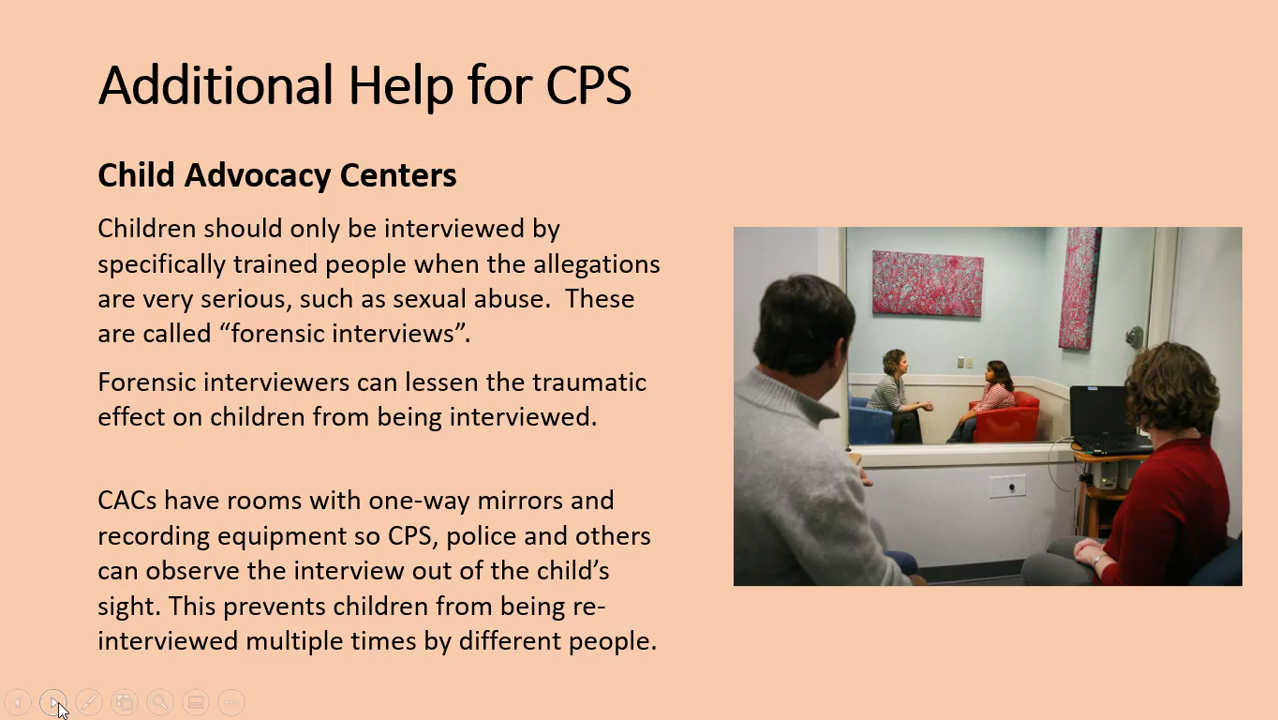 Additional Help for CPS
Child Advocacy Centers
Children should only be interviewed by
specifically trained people when the allegations
are very serious, such as sexual abuse.  These
are called “forensic interviews”.
Forensic interviewers can lessen the traumatic
effect on children from being interviewed.
CACs have rooms with one-way mirrors and
recording equipment so CPS, police and others
can observe the interview out of the child’s
sight. This prevents children from being re-
interviewed multiple times by different people.